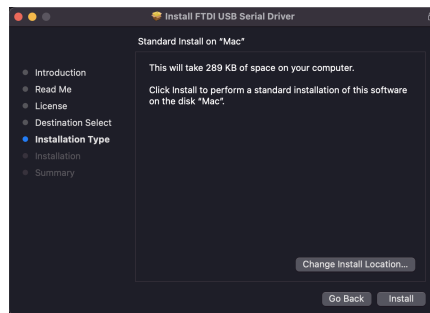 Install FTDI USB Serial Driver
Standard Install on “Mac”
Introduction
Read Me
License
Destination Select
Installation Type
Installation
Summary
This will take 289 KB of space on your computer.
Click Install to perform a standard installation of this software
on the disk “Mac”.
Change Install Location...
Go Back
Install